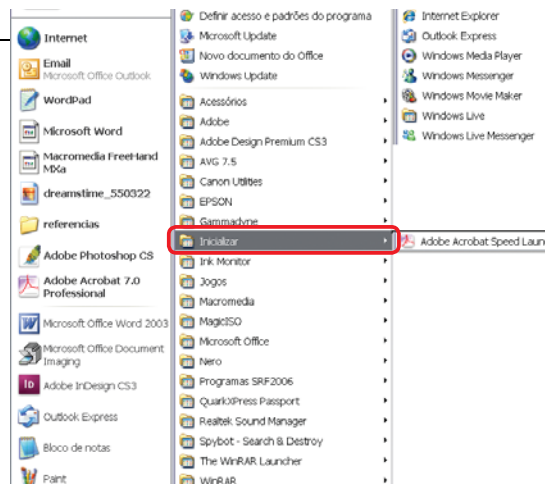 Internet
Email
Microsoft Office Outlook
WordPad
Microsoft Word
Macromedia FreeHand
MXa
dreamstime_550322
referencias
Adobe Photoshop CS
Adobe Acrobat 7.0
Professional
Microsoft Office Word 2003
Microsoft Office Document
Imaging
Adobe InDesign CS3
Outlook Express
Bloco de notas
Paint
Definir acesso e padrões do programa
Microsoft Update
Novo documento do Office
Windows Update
Acessórios
Adobe
Adobe Design Premium CS3
AVG 7.5
Canon Utilities
EPSON
Gammadyne
Inicializar
Ink Monitor
Jogos
Macromedia
MagicISO
Microsoft Office
Nero
Programas SRF2006
QuarkXPress Passport
Realtek Sound Manager
Spybot - Search & Destroy
The WinRAR Launcher
WinRAR
Internet Explorer
Outlook Express
Windows Media Player
Windows Messenger
Windows Movie Maker
Windows Live
Windows Live Messenger
Adobe Acrobat Speed Laun